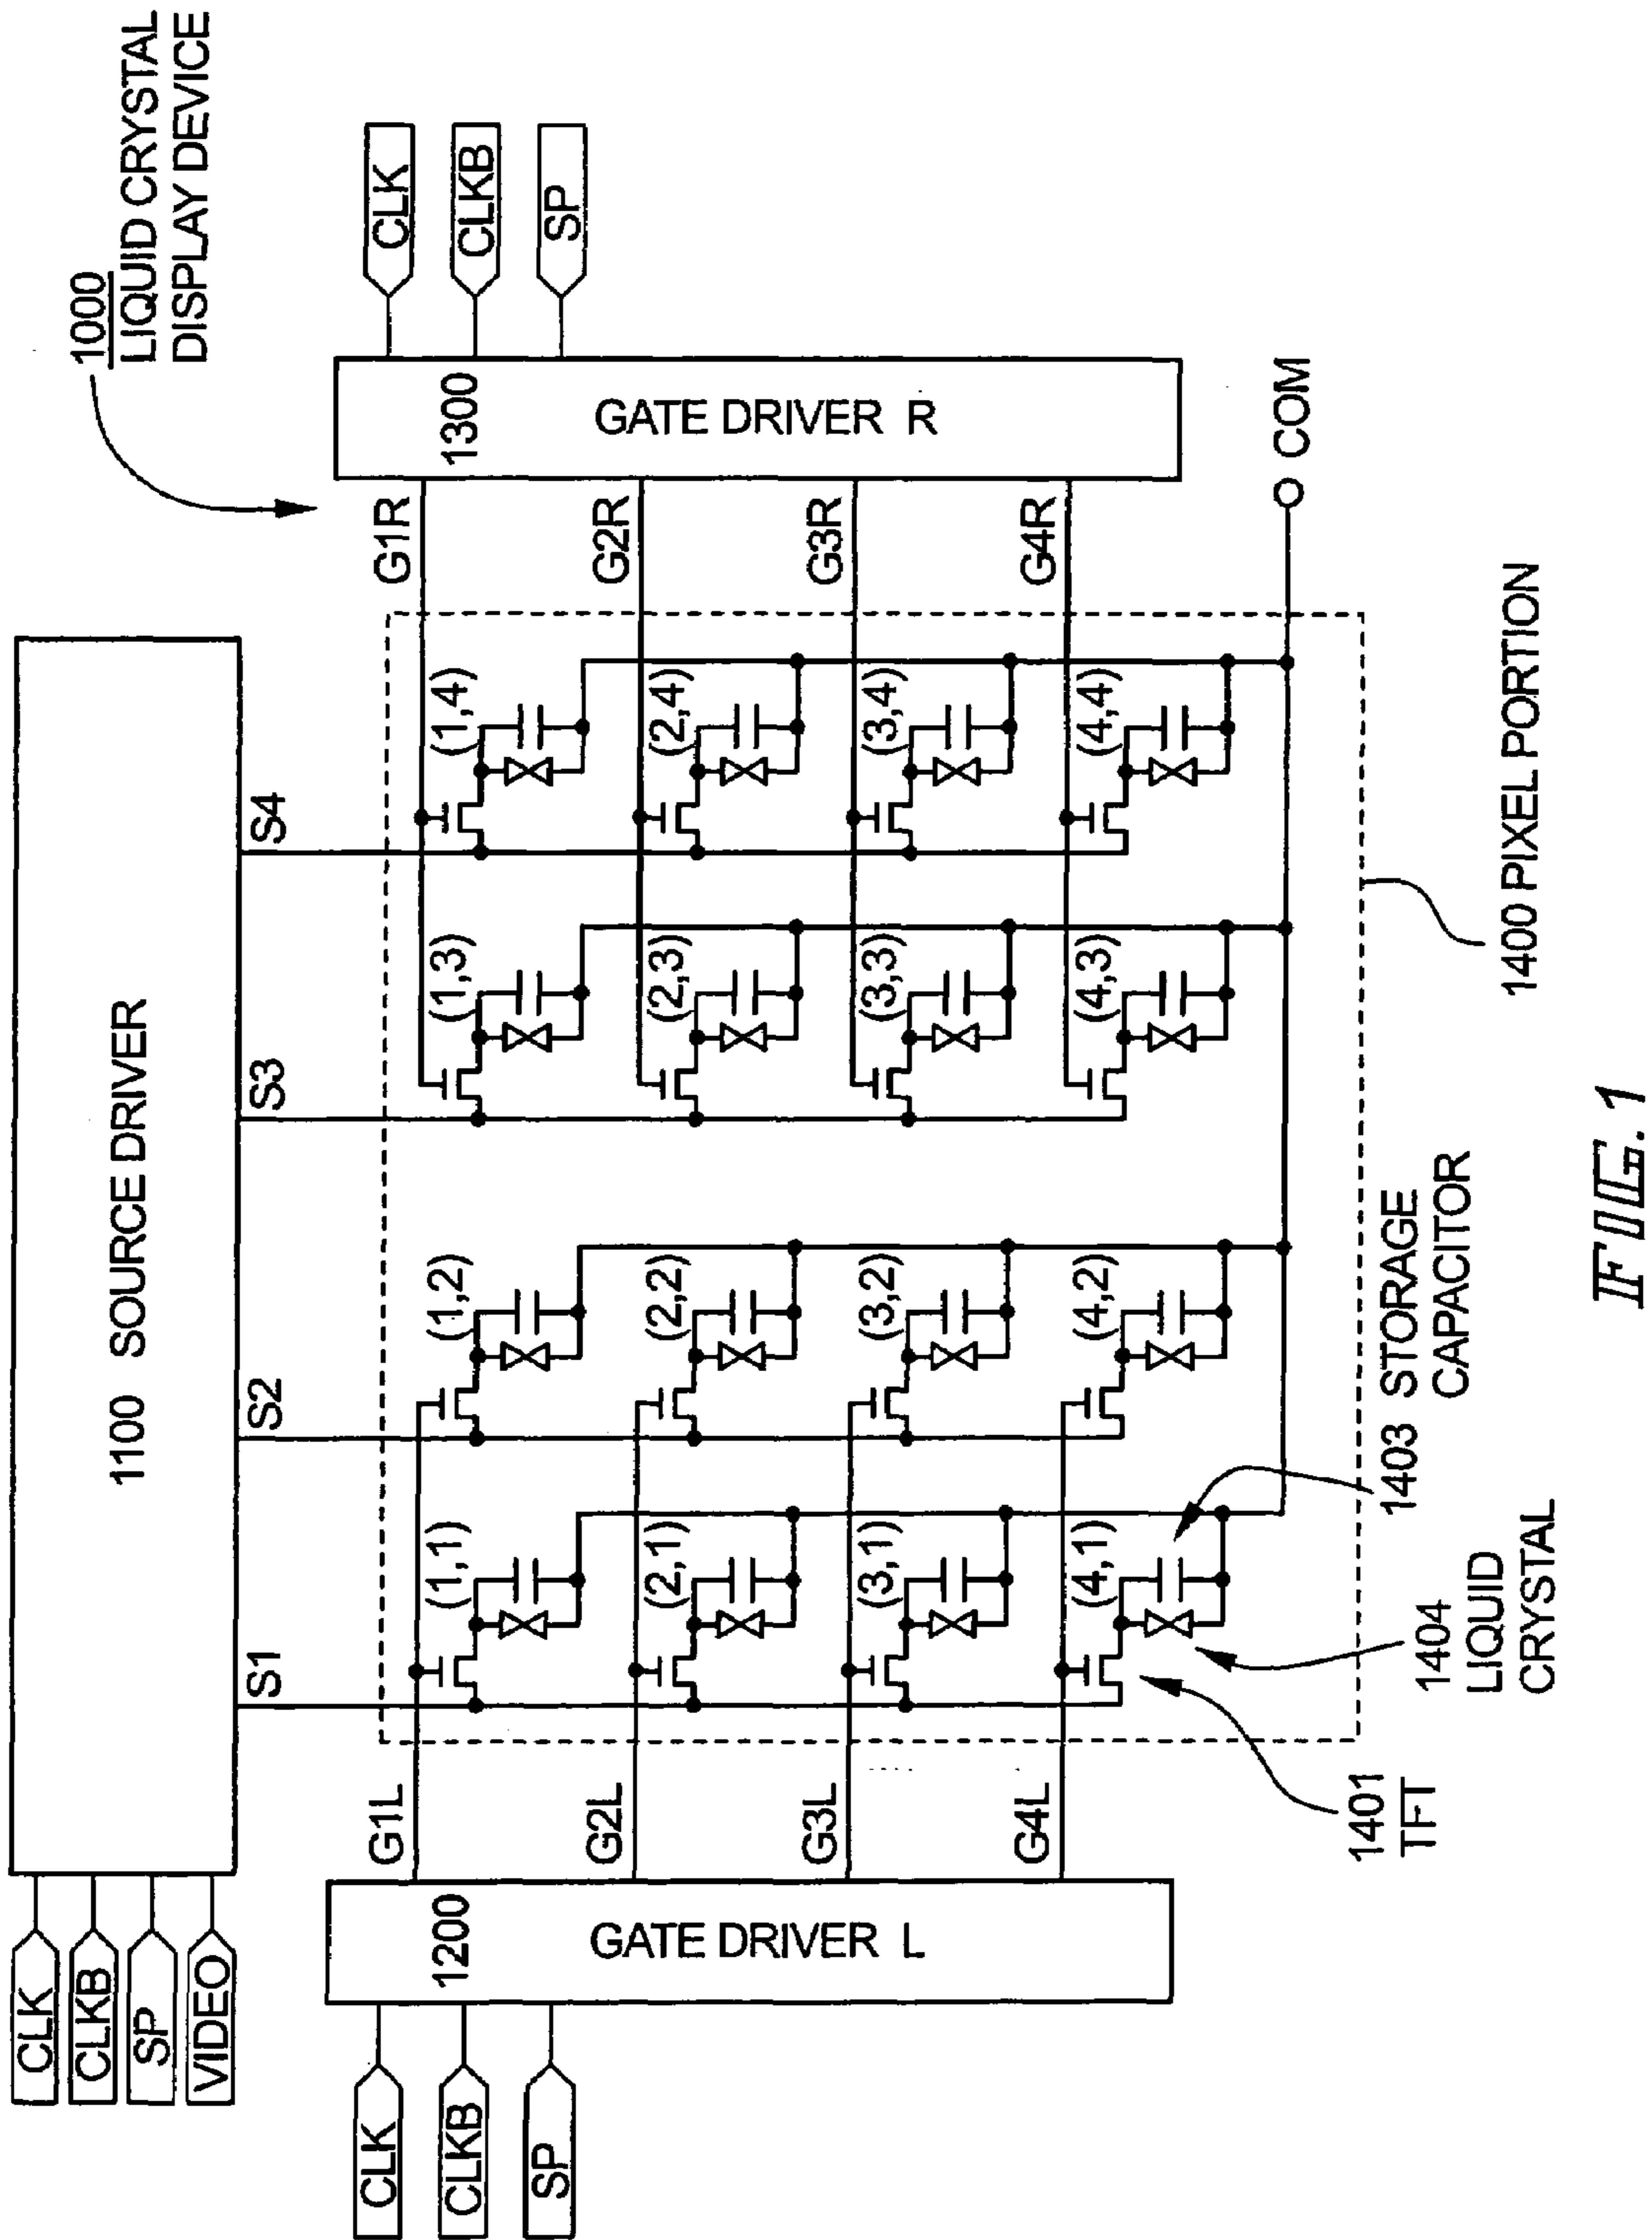 1000
LIQUID CRYSTAL
DISPLAY DEVICE
CLK
CLKB
SP
VIDEO
1100 SOURCE DRIVER
S1
S2
S3
S4
CLK
CLKB
SP
1200
GATE DRIVER L
G1L
G2L
G3L
G4L
(1,1)
(1,2)
(1,3)
(1,4)
(2,1)
(2,2)
(2,3)
(2,4)
(3,1)
(3,2)
(3,3)
(3,4)
(4,1)
(4,2)
(4,3)
(4,4)
G1R
G2R
G3R
G4R
1300
GATE DRIVER R
CLK
CLKB
SP
COM
1401
TFT
1404
LIQUID
CRYSTAL
1403 STORAGE
CAPACITOR
1400 PIXEL PORTION
FIG. 1